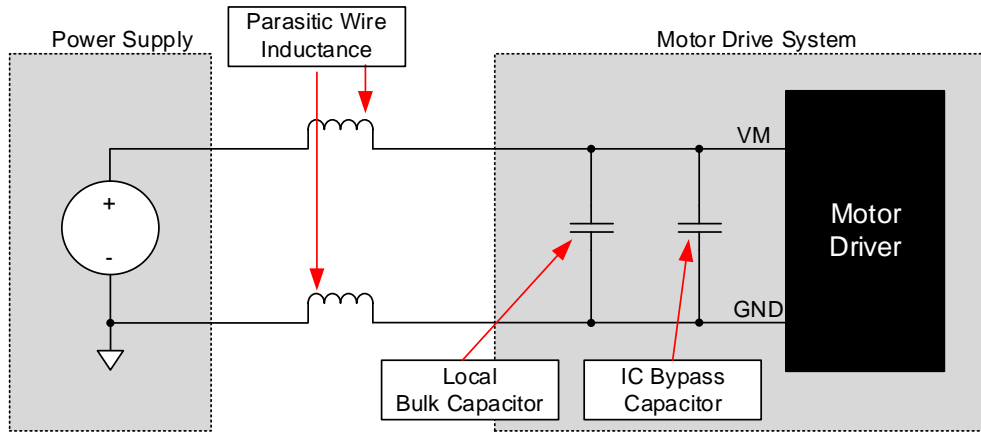 Power Supply
Parasitic Wire
Inductance
Motor Drive System
VM
+
-
Motor
Driver
GND
Local
Bulk Capacitor
IC Bypass
Capacitor